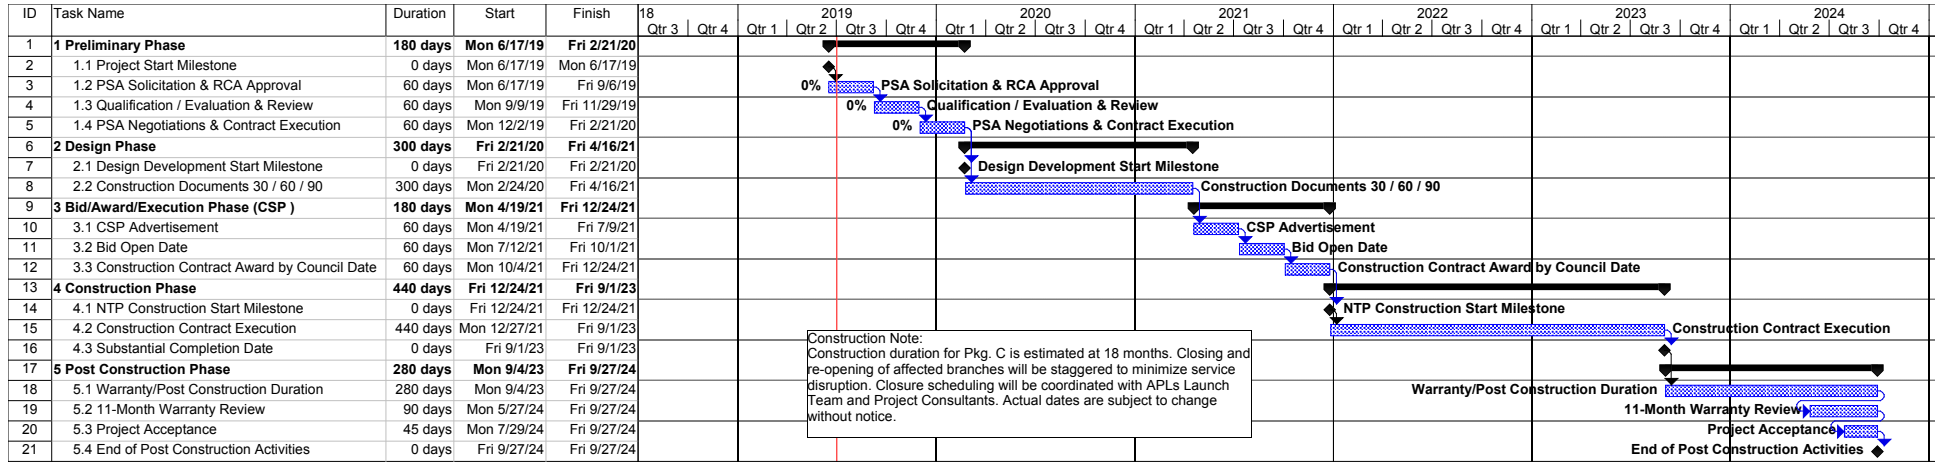 ID Task Name Duration Start Finish 18 2019 2020 2021 2022 2023 2024
Qtr 3 Qtr 4 Qtr 1 Qtr 2 Qtr 3 Qtr 4 Qtr 1 Qtr 2 Qtr 3 Qtr 4 Qtr 1 Qtr 2 Qtr 3 Qtr 4 Qtr 1 Qtr 2 Qtr 3 Qtr 4 Qtr 1 Qtr 2 Qtr 3 Qtr 4 Qtr 1 Qtr 2 Qtr 3 Qtr 4
1 1 Preliminary Phase 180 days Mon 6/17/19 Fri 2/21/20
2 1.1 Project Start Milestone 0 days Mon 6/17/19 Mon 6/17/19
3 1.2 PSA Solicitation & RCA Approval 60 days Mon 6/17/19 Fri 9/6/19 0% PSA Solicitation & RCA Approval
4 1.3 Qualification / Evaluation & Review 60 days Mon 9/9/19 Fri 11/29/19 0% Qualification / Evaluation & Review
5 1.4 PSA Negotiations & Contract Execution 60 days Mon 12/2/19 Fri 2/21/20 0% PSA Negotiations & Contract Execution
6 2 Design Phase 300 days Fri 2/21/20 Fri 4/16/21
7 2.1 Design Development Start Milestone 0 days Fri 2/21/20 Fri 2/21/20 Design Development Start Milestone
8 2.2 Construction Documents 30 / 60 / 90 300 days Mon 2/24/20 Fri 4/16/21 Construction Documents 30 / 60 / 90
9 3 Bid/Award/Execution Phase (CSP ) 180 days Mon 4/19/21 Fri 12/24/21
10 3.1 CSP Advertisement 60 days Mon 4/19/21 Fri 7/9/21 CSP Advertisement
11 3.2 Bid Open Date 60 days Mon 7/12/21 Fri 10/1/21 Bid Open Date
12 3.3 Construction Contract Award by Council Date 60 days Mon 10/4/21 Fri 12/24/21 Construction Contract Award by Council Date
13 4 Construction Phase 440 days Fri 12/24/21 Fri 9/1/23
14 4.1 NTP Construction Start Milestone 0 days Fri 12/24/21 Fri 12/24/21 NTP Construction Start Milestone
15 4.2 Construction Contract Execution 440 days Mon 12/27/21 Fri 9/1/23 Construction Contract Execution
16 4.3 Substantial Completion Date 0 days Fri 9/1/23 Fri 9/1/23
17 5 Post Construction Phase 280 days Mon 9/4/23 Fri 9/27/24
18 5.1 Warranty/Post Construction Duration 280 days Mon 9/4/23 Fri 9/27/24 Warranty/Post Construction Duration
19 5.2 11-Month Warranty Review 90 days Mon 5/27/24 Fri 9/27/24 11-Month Warranty Review
20 5.3 Project Acceptance 45 days Mon 7/29/24 Fri 9/27/24 Project Acceptance
21 5.4 End of Post Construction Activities 0 days Fri 9/27/24 Fri 9/27/24 End of Post Construction Activities
Construction Note:
Construction duration for Pkg. C is estimated at 18 months. Closing and
re-opening of affected branches will be staggered to minimize service
disruption. Closure scheduling will be coordinated with APLs Launch
Team and Project Consultants. Actual dates are subject to change
without notice.